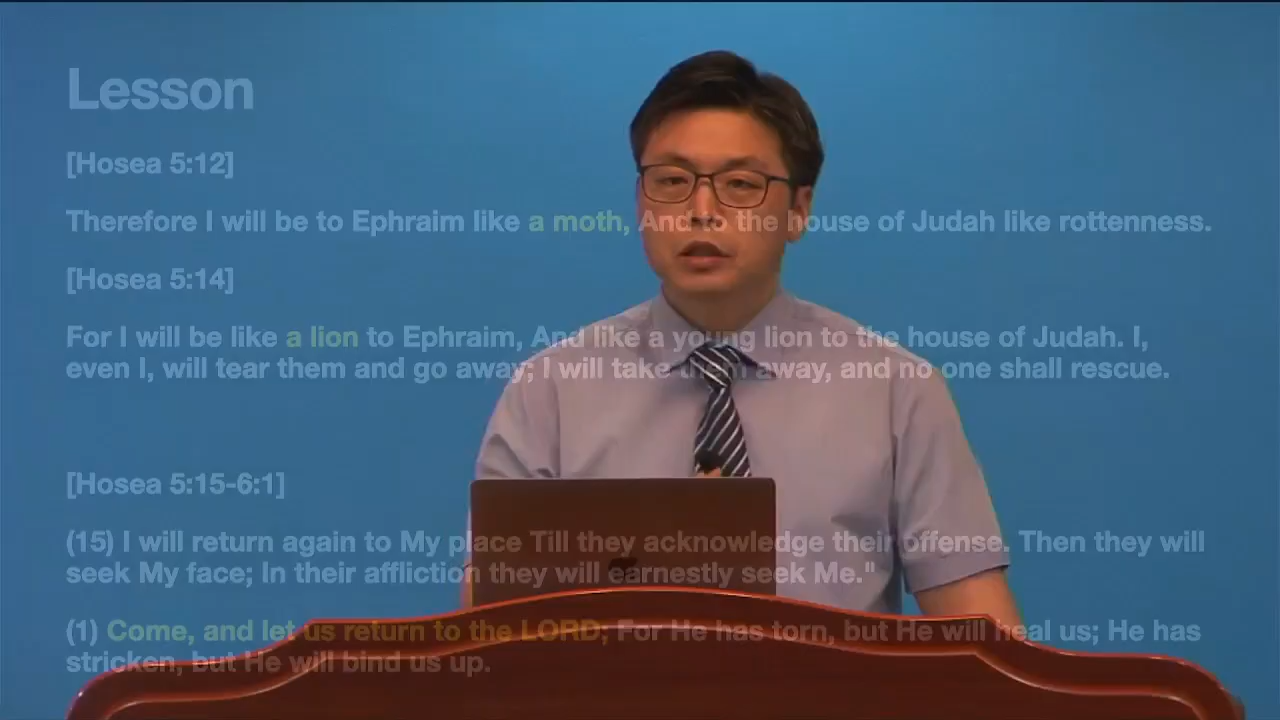 Lesson
[Hosea 5:12]
Therefore I will be to Ephraim like a moth, And to the house of Judah like rottenness.
[Hosea 5:14]
For I will be like a lion to Ephraim, And like a young lion to the house of Judah. I,
even I, will tear them and go away; I will take them away, and no one shall rescue.
[Hosea 5:15-6:1]
(15) I will return again to My place Till they acknowledge their offense. Then they will
seek My face; In their affliction they will earnestly seek Me."
(1) Come, and let us return to the LORD; For He has torn, but He will heal us; He has
stricken, but He will bind us up.